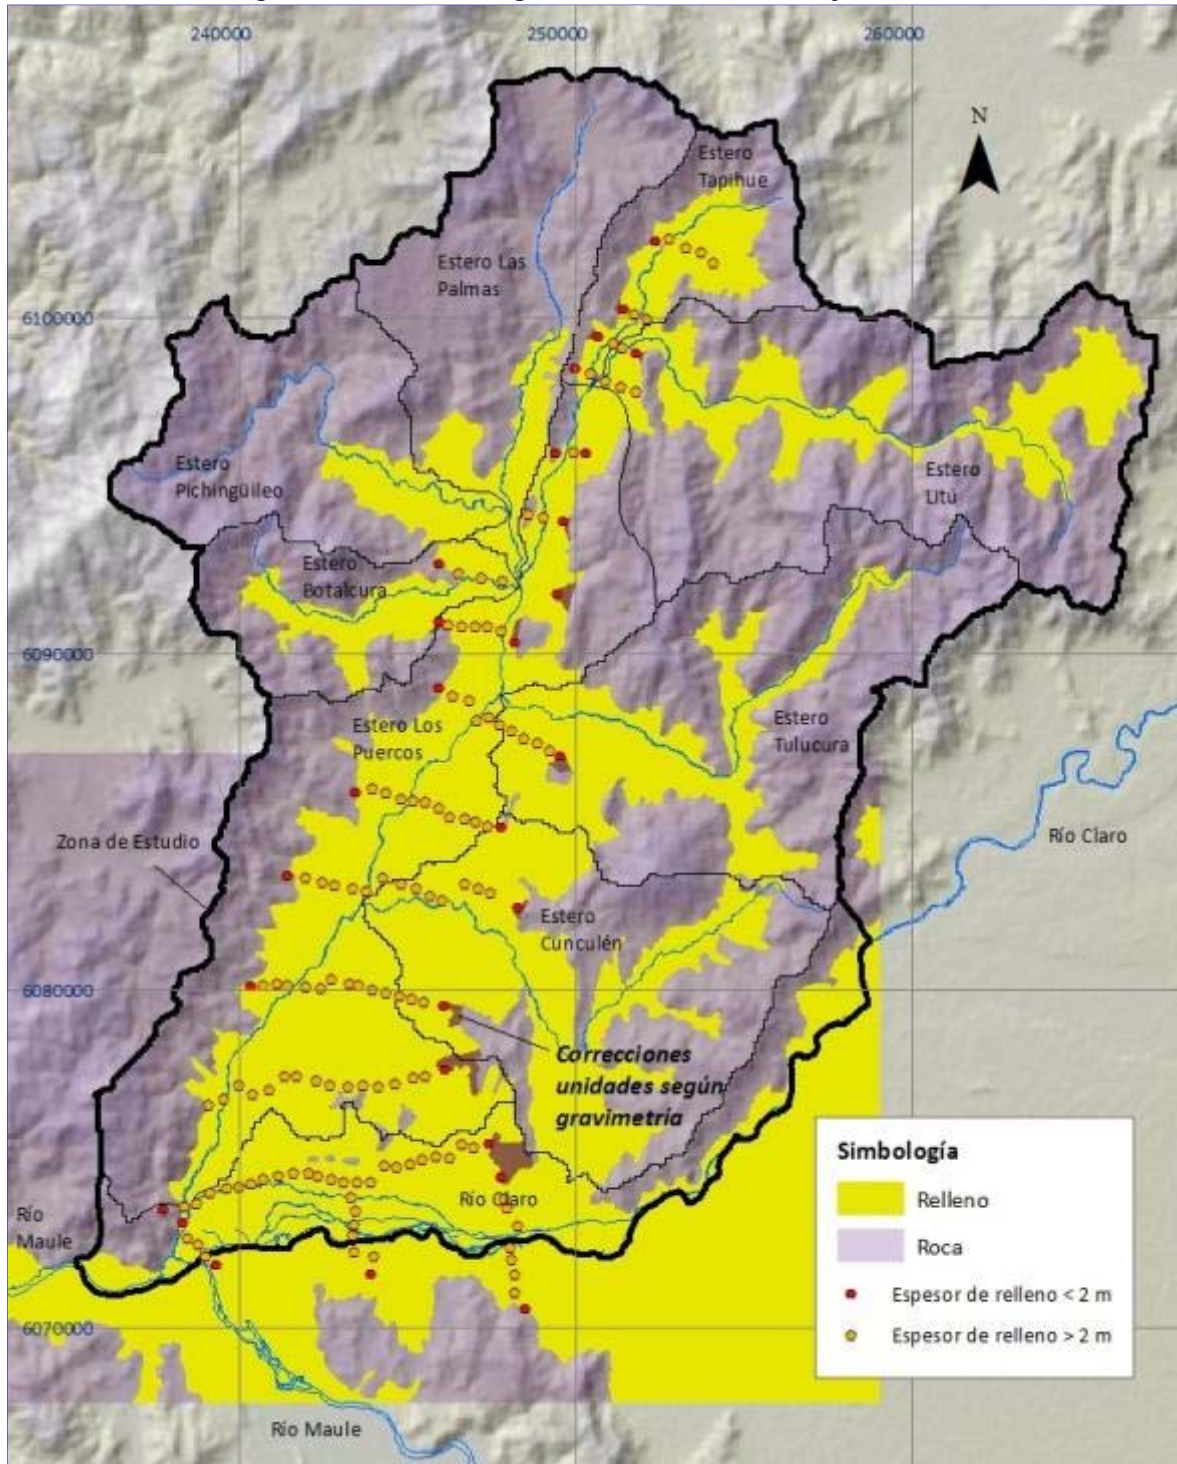 240000
250000
260000
N
Estero
Tapihue
Estero Las
Palmas
6100000
Estero
Pichingüileo
Estero
Litú
Estero
Botalcura
6090000
Estero Los
Puercos
Estero
Tulucura
Zona de Estudio
Río Claro
Estero
Cunculén
6080000
Correcciones
unidades según
gravimetría
Simbología
Relleno
Roca
Espesor de relleno < 2 m
Espesor de relleno > 2 m
Río Claro
Río
Maule
6070000
Río Maule